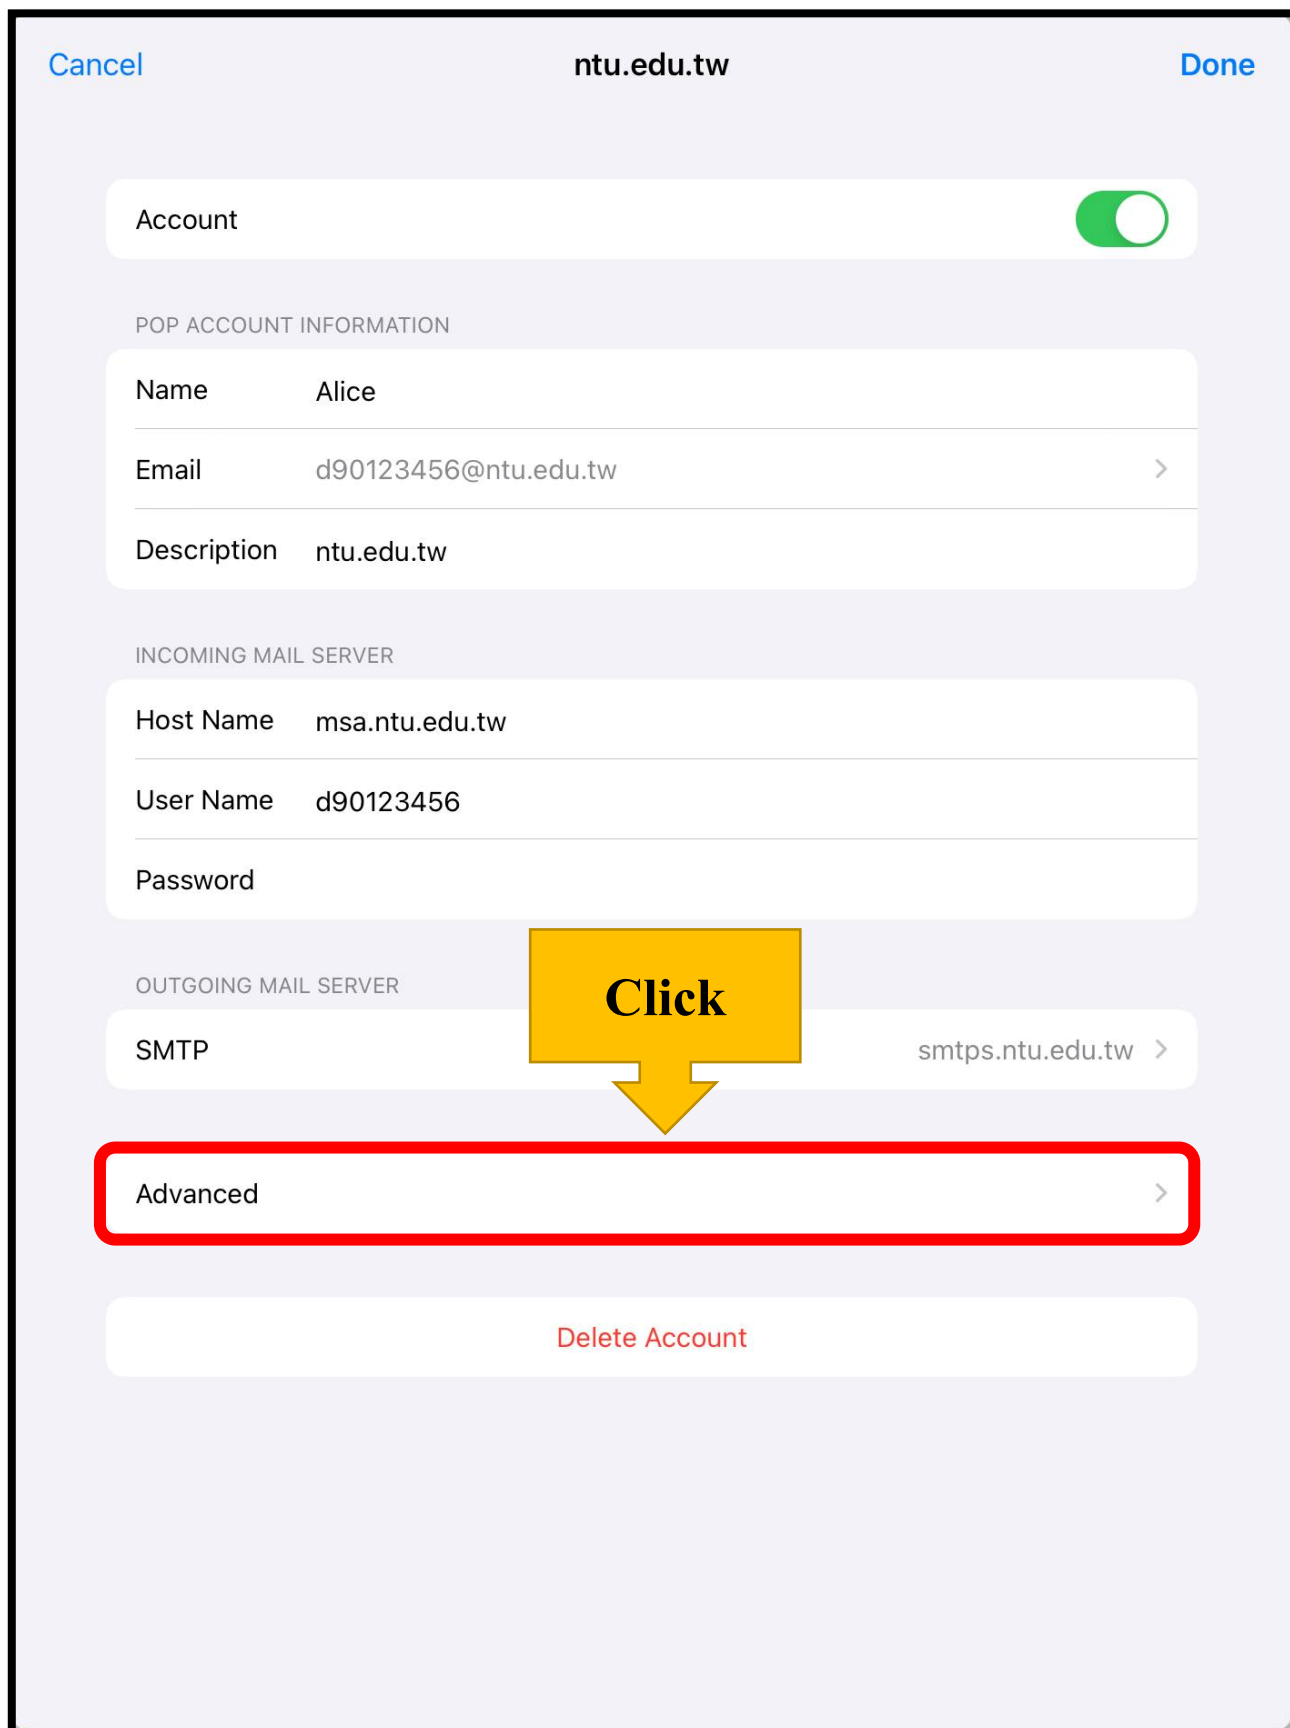 Cancel ntu.edu.tw Done
Account
POP ACCOUNT INFORMATION
Name Alice
Email d90123456@ntu.edu.tw
Description ntu.edu.tw
INCOMING MAIL SERVER
Host Name msa.ntu.edu.tw
User Name d90123456
Password
OUTGOING MAIL SERVER
Click
SMTP smtps.ntu.edu.tw
Advanced
Delete Account